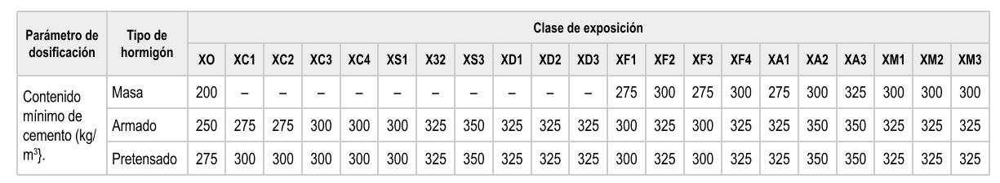 Parámetro de dosificación Tipo de hormigón Clase de exposición
XO XC1 XC2 XC3 XC4 XS1 X32 XS3 XD1 XD2 XD3 XF1 XF2 XF3 XF4 XA1 XA2 XA3 XM1 XM2 XM3
Contenido mínimo de cemento (kg/m³}.
Masa 200 – – – – – – – – – – 275 300 275 300 275 300 325 300 300 300
Armado 250 275 275 300 300 300 325 350 325 325 325 300 325 300 325 325 350 350 325 325 325
Pretensado 275 300 300 300 300 300 325 350 325 325 325 300 325 300 325 325 350 350 325 325 325